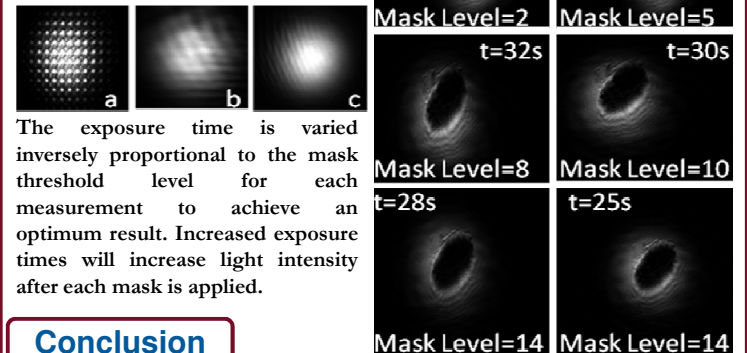 a
b
c
The exposure time is varied
inversely proportional to the mask
threshold level for each
measurement to achieve an
optimum result. Increased exposure
times will increase light intensity
after each mask is applied.
Conclusion
Mask Level=2
Mask Level=5
t=32s
Mask Level=8
t=30s
Mask Level=10
t=28s
Mask Level=14
t=25s
Mask Level=14